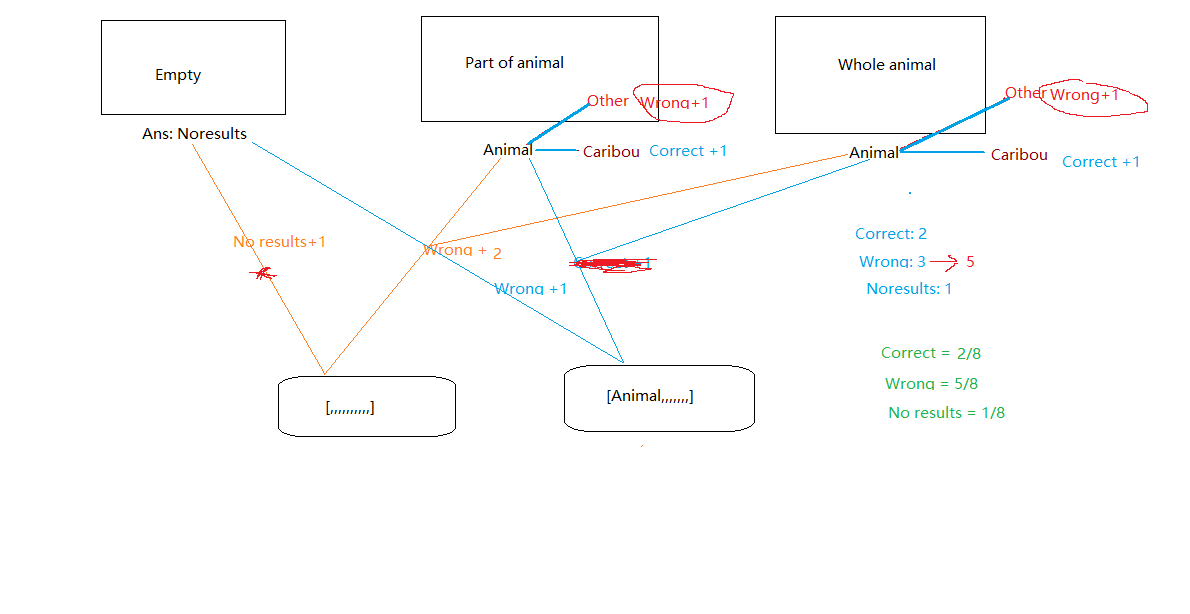 Empty
Part of animal
Whole animal
Ans: Noresults
Other Wrong+1
Animal
Caribou Correct +1
Other Wrong+1
Animal
Caribou
Correct +1
No results+1
Wrong + 2
1
Wrong +1
Correct: 2
Wrong: 3 → 5
Noresults: 1
Correct = 2/8
Wrong = 5/8
No results = 1/8
[,,,,,,,,,,]
[Animal,,,,,,,]